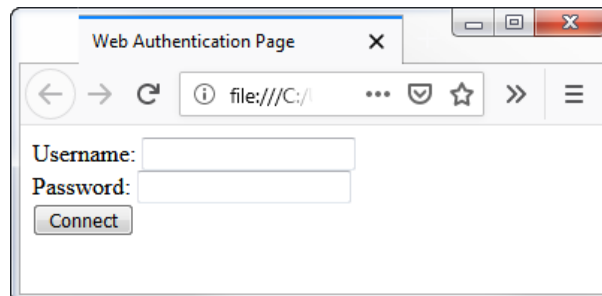 Web Authentication Page
file:///C:/
Username:
Password:
Connect